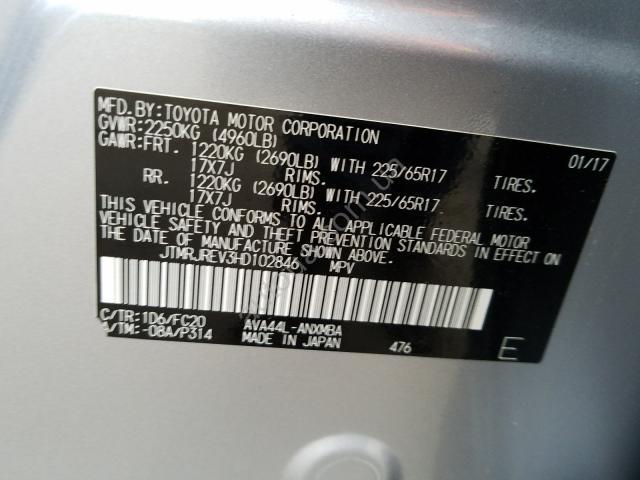 MFD. BY: TOYOTA MOTOR CORPORATION 01/17
GVWR: 2250KG (4960LB)
GAWR: FRT. 1220KG (2690LB) WITH 225/65R17 TIRES.
17X7J RIMS.
RR. 1220KG (2690LB) WITH 225/65R17 TIRES.
17X7J RIMS.
THIS VEHICLE CONFORMS TO ALL APPLICABLE FEDERAL MOTOR
VEHICLE SAFETY AND THEFT PREVENTION STANDARDS IN EFFECT ON
THE DATE OF MANUFACTURE SHOWN ABOVE.
JTMRJREV3HD102846 MPV
C/TR: 1D6/FC20 AVA44L-ANXMBA
A/TM: -08A/P314 MADE IN JAPAN 476 E